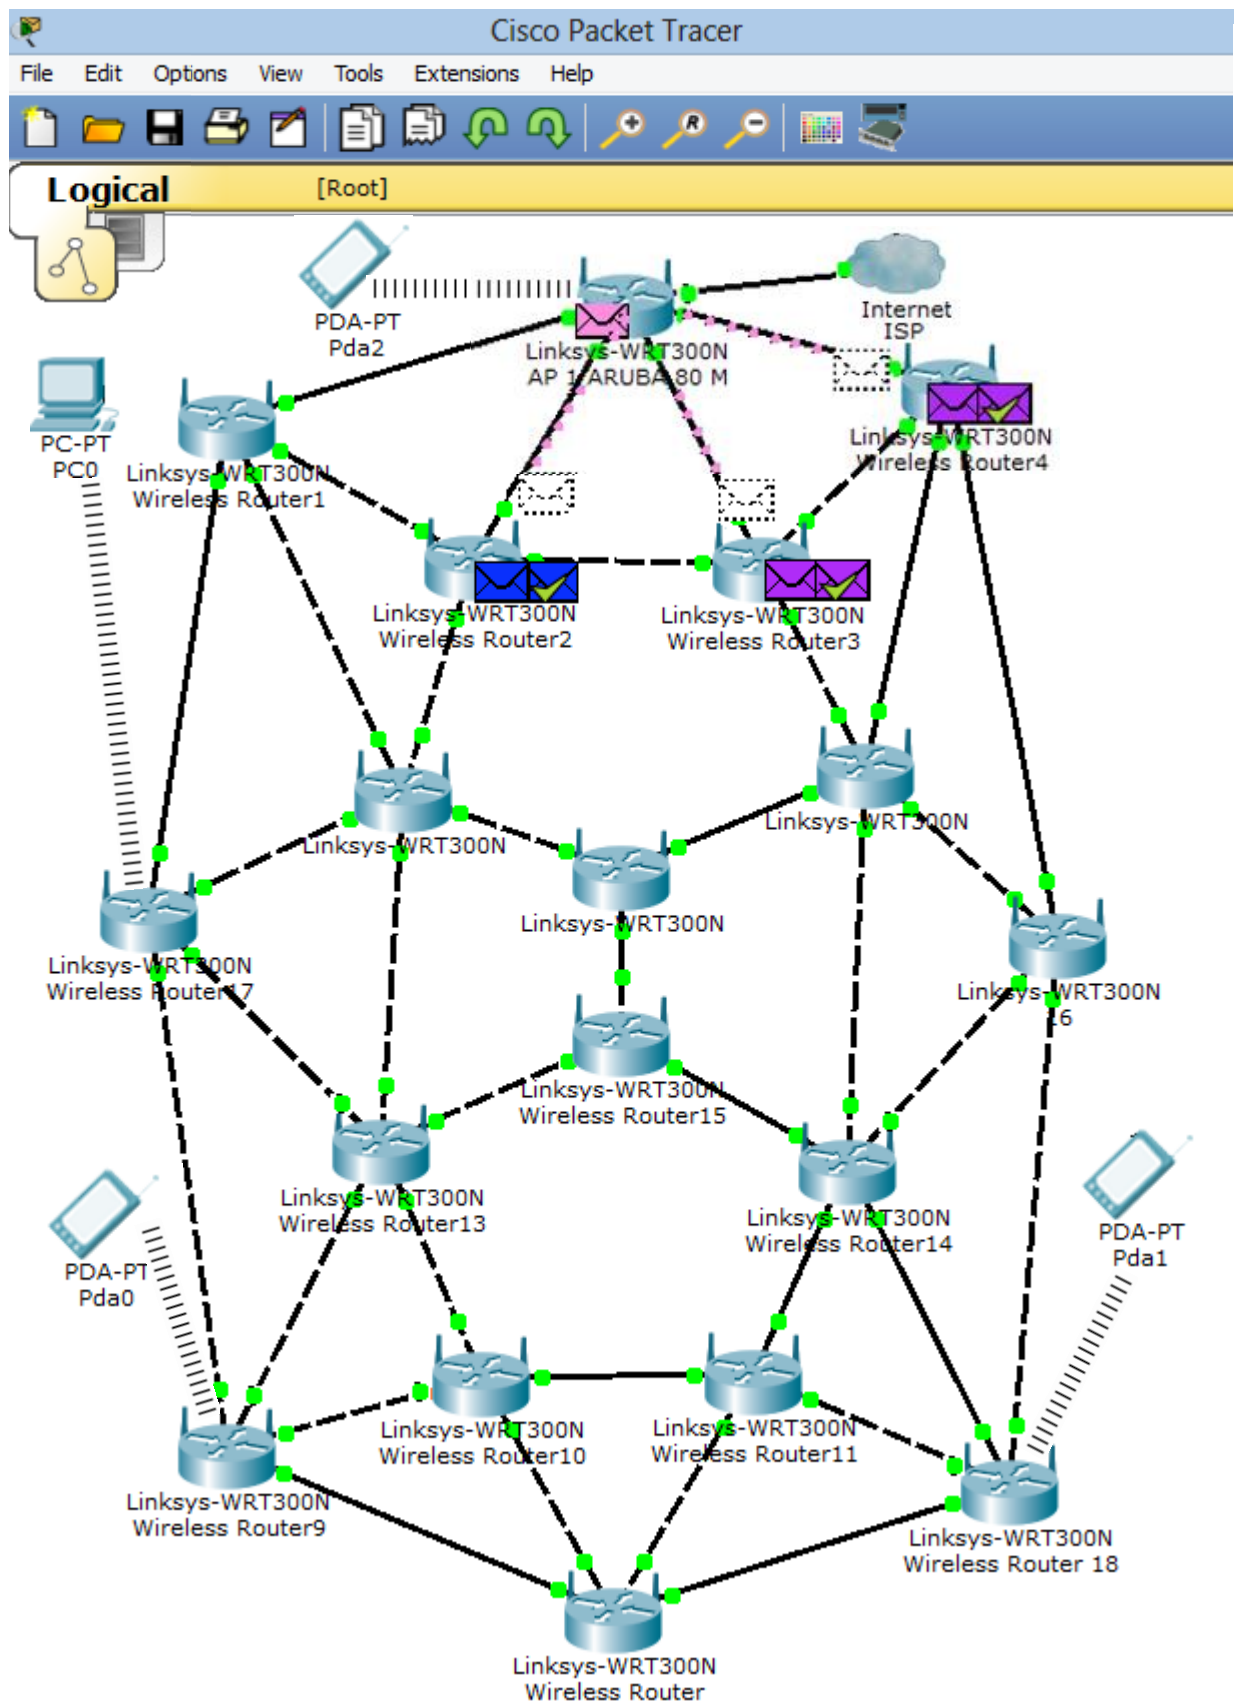 Cisco Packet Tracer
File Edit Options View Tools Extensions Help
Logical [Root]
PDA-PT
Pda2
Internet
ISP
Linksys-WRT300N
AP 1 ARUBA 80 M
PC-PT
PC0
Linksys-WRT300N
Wireless Router1
Linksys-WRT300N
Wireless Router4
Linksys-WRT300N
Wireless Router2
Linksys-WRT300N
Wireless Router3
Linksys-WRT300N
Linksys-WRT300N
Linksys-WRT300N
Linksys-WRT300N
Wireless Router17
Linksys-WRT300N
16
Linksys-WRT300N
Wireless Router15
Linksys-WRT300N
Wireless Router13
Linksys-WRT300N
Wireless Router14
PDA-PT
Pda1
PDA-PT
Pda0
Linksys-WRT300N
Wireless Router10
Linksys-WRT300N
Wireless Router11
Linksys-WRT300N
Wireless Router9
Linksys-WRT300N
Wireless Router 18
Linksys-WRT300N
Wireless Router